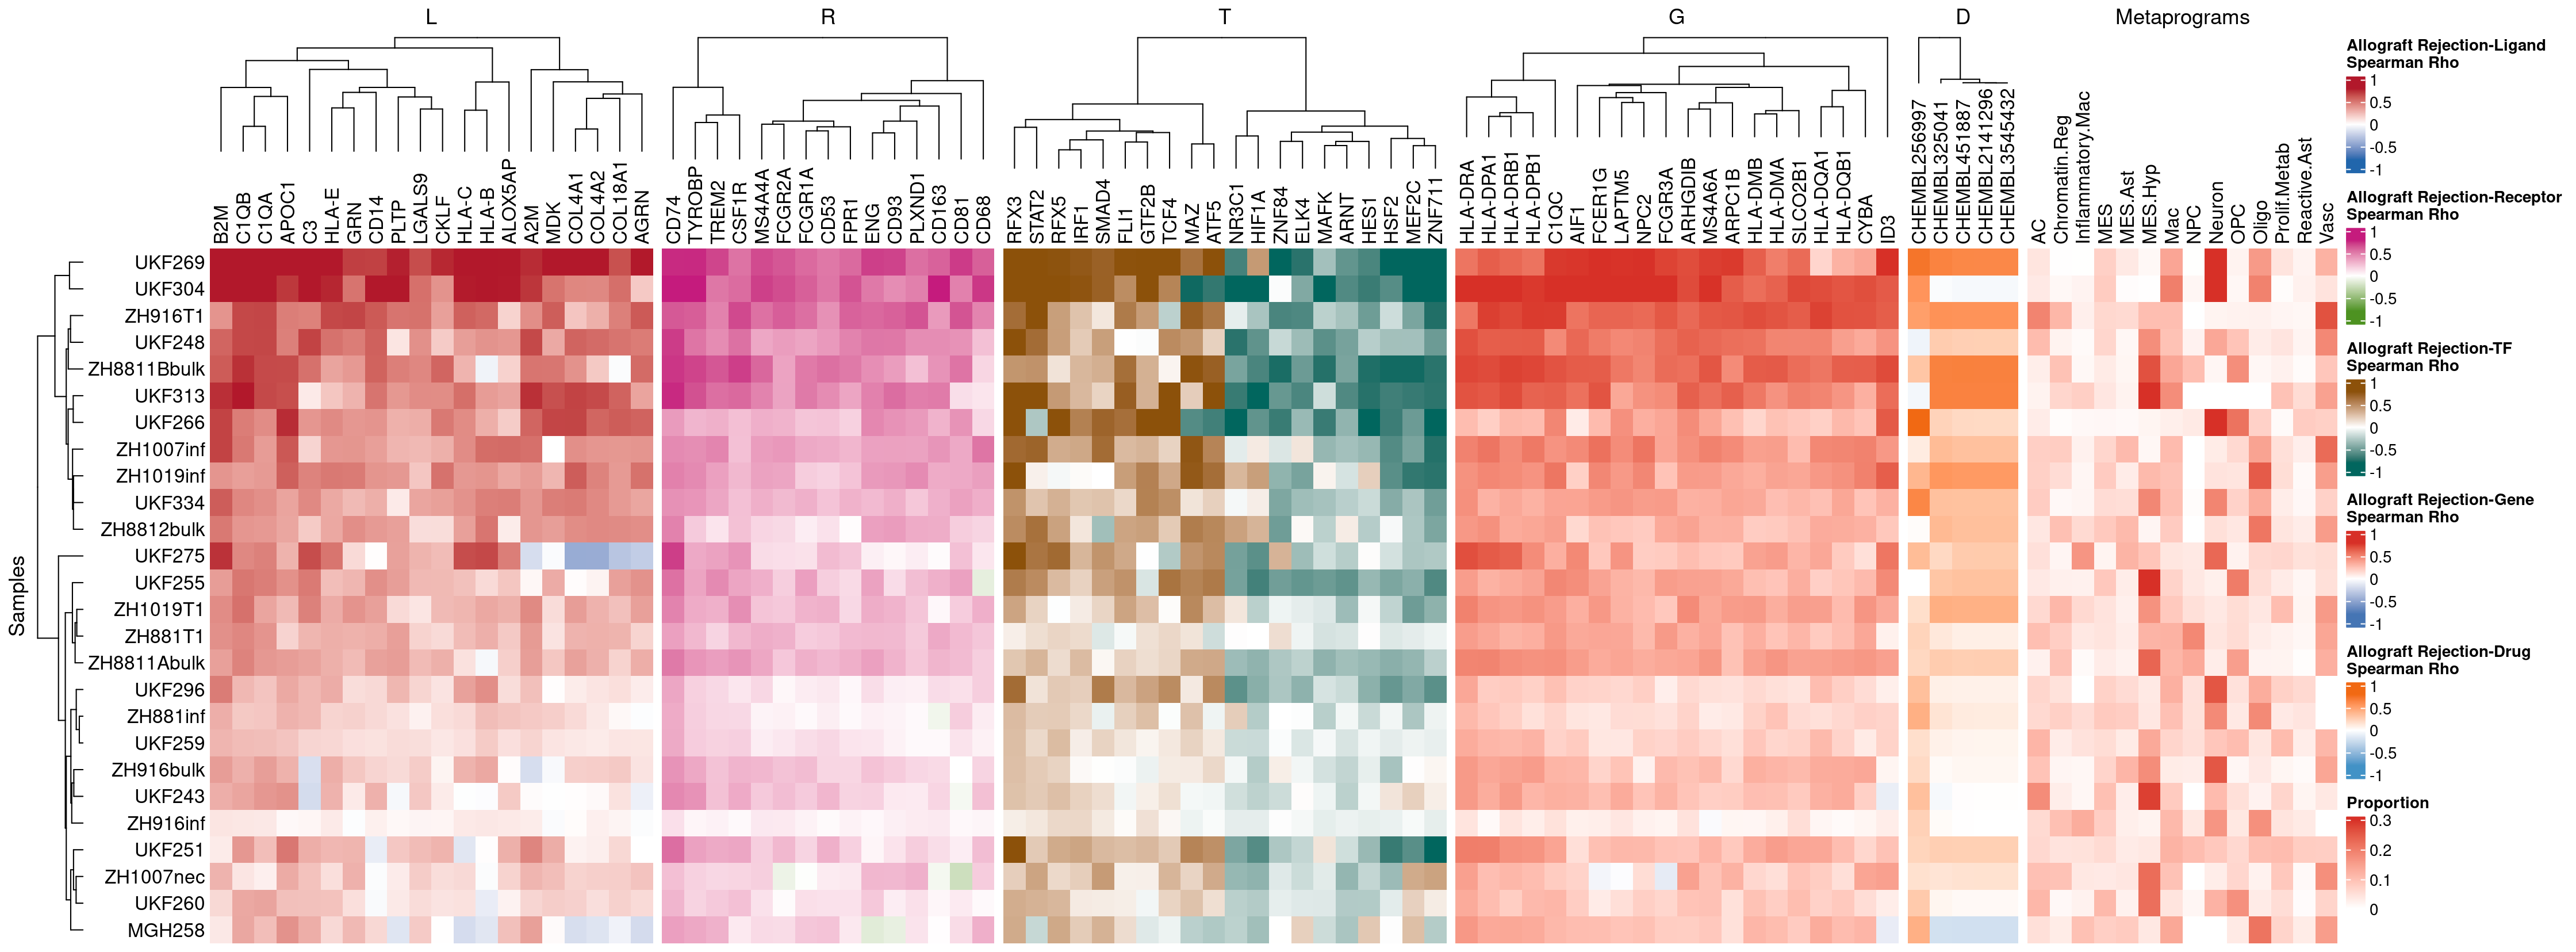 L
R
T
G
D
Metaprograms
B2M
C1QB
C1QA
APOC1
C3
HLA-E
GRN
CD14
PLTP
LGALS9
CKLF
HLA-C
HLA-B
ALOX5AP
A2M
MDK
COL4A1
COL4A2
COL18A1
AGRN
CD74
TYROBP
TREM2
CSF1R
MS4A4A
FCGR2A
FCGR1A
CD53
FPR1
ENG
CD93
PLXND1
CD163
CD81
CD68
RFX3
STAT2
RFX5
IRF1
SMAD4
FLI1
GTF2B
TCF4
MAZ
ATF5
NR3C1
HIF1A
ZNF84
ELK4
MAFK
ARNT
HES1
HSF2
MEF2C
ZNF711
HLA-DRA
HLA-DPA1
HLA-DRB1
HLA-DPB1
C1QC
AIF1
FCER1G
LAPTM5
NPC2
FCGR3A
ARHGDIB
MS4A6A
ARPC1B
HLA-DMB
HLA-DMA
SLCO2B1
HLA-DQA1
HLA-DQB1
CYBA
ID3
CHEMBL256997
CHEMBL325041
CHEMBL451887
CHEMBL2141296
CHEMBL3545432
AC
Chromatin.Reg
Inflammatory.Mac
MES
MES.Ast
MES.Hyp
Mac
NPC
Neuron
OPC
Oligo
Prolif.Metab
Reactive.Ast
Vasc
Samples
UKF269
UKF304
ZH916T1
UKF248
ZH8811Bbulk
UKF313
UKF266
ZH1007inf
ZH1019inf
UKF334
ZH8812bulk
UKF275
UKF255
ZH1019T1
ZH881T1
ZH8811Abulk
UKF296
ZH881inf
UKF259
ZH916bulk
UKF243
ZH916inf
UKF251
ZH1007nec
UKF260
MGH258
Allograft Rejection-Ligand
Spearman Rho
1
0.5
0
-0.5
-1
Allograft Rejection-Receptor
Spearman Rho
1
0.5
0
-0.5
-1
Allograft Rejection-TF
Spearman Rho
1
0.5
0
-0.5
-1
Allograft Rejection-Gene
Spearman Rho
1
0.5
0
-0.5
-1
Allograft Rejection-Drug
Spearman Rho
1
0.5
0
-0.5
-1
Proportion
0.3
0.2
0.1
0